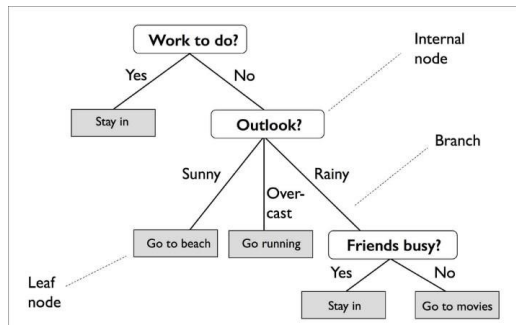 Work to do?
Internal
node
Yes
No
Stay in
Outlook?
Branch
Sunny
Over-
cast
Rainy
Go to beach
Go running
Friends busy?
Leaf
node
Yes
No
Stay in
Go to movies